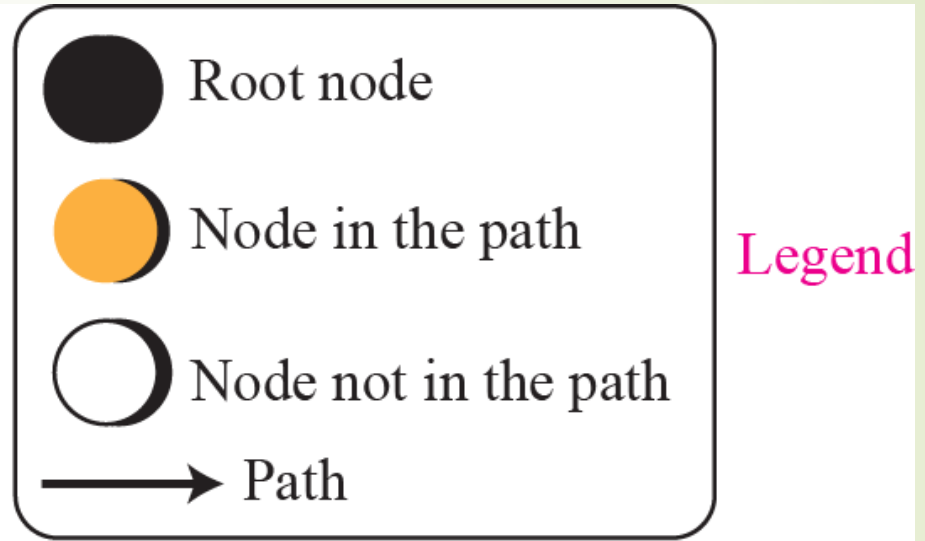 Root node
Node in the path
Legend
Node not in the path
Path